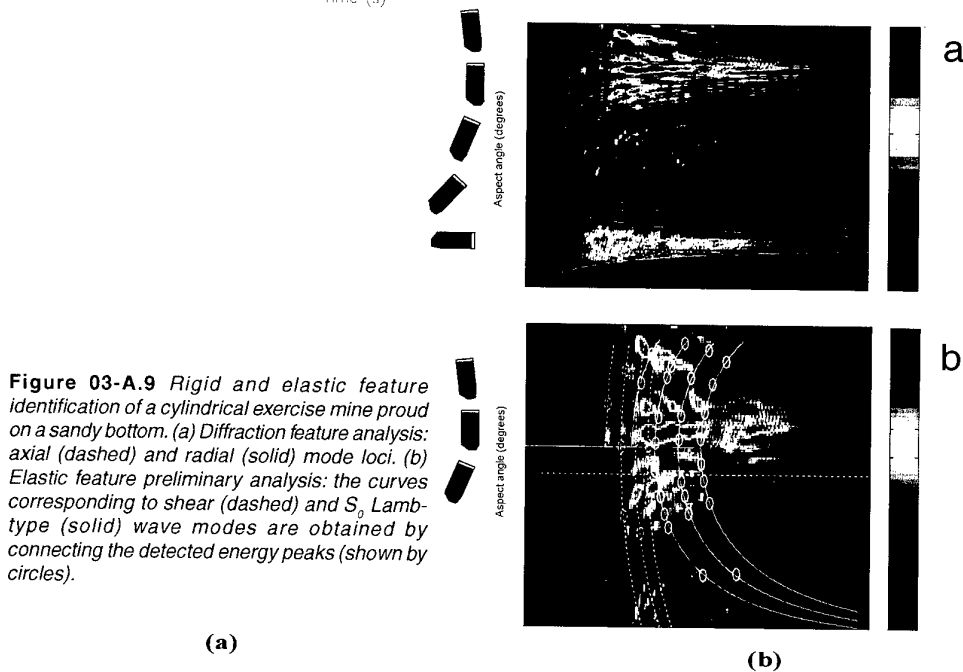 Time (s)
Aspect angle (degrees)
a
Figure 03-A.9 Rigid and elastic feature
identification of a cylindrical exercise mine proud
on a sandy bottom. (a) Diffraction feature analysis:
axial (dashed) and radial (solid) mode loci. (b)
Elastic feature preliminary analysis: the curves
corresponding to shear (dashed) and S0 Lamb-
type (solid) wave modes are obtained by
connecting the detected energy peaks (shown by
circles).
Aspect angle (degrees)
b
(a)
(b)